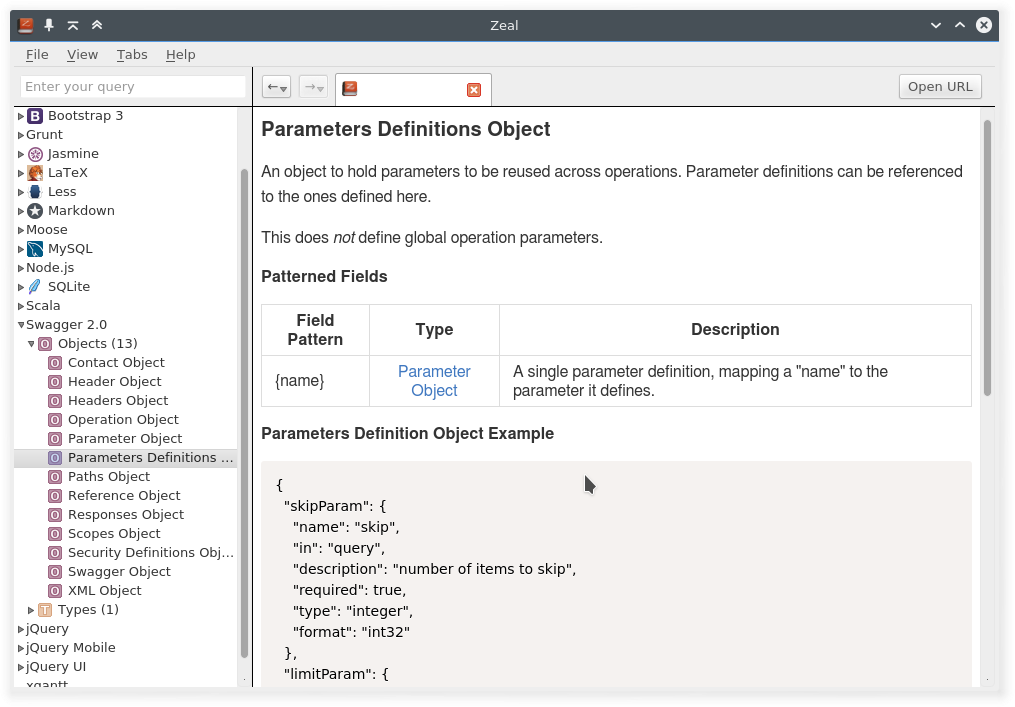 Zeal
File View Tabs Help
Enter your query
Open URL
Bootstrap 3
Grunt
Jasmine
LaTeX
Less
Markdown
Moose
MySQL
Node.js
SQLite
Scala
Swagger 2.0
Objects (13)
Contact Object
Header Object
Headers Object
Operation Object
Parameter Object
Parameters Definitions ...
Paths Object
Reference Object
Responses Object
Scopes Object
Security Definitions Obj...
Swagger Object
XML Object
Types (1)
jQuery
jQuery Mobile
jQuery UI
xgantt
Parameters Definitions Object
An object to hold parameters to be reused across operations. Parameter definitions can be referenced
to the ones defined here.
This does not define global operation parameters.
Patterned Fields
Field
Pattern
Type
Description
{name}
Parameter
Object
A single parameter definition, mapping a "name" to the
parameter it defines.
Parameters Definition Object Example
{
"skipParam": {
"name": "skip",
"in": "query",
"description": "number of items to skip",
"required": true,
"type": "integer",
"format": "int32"
},
"limitParam": {